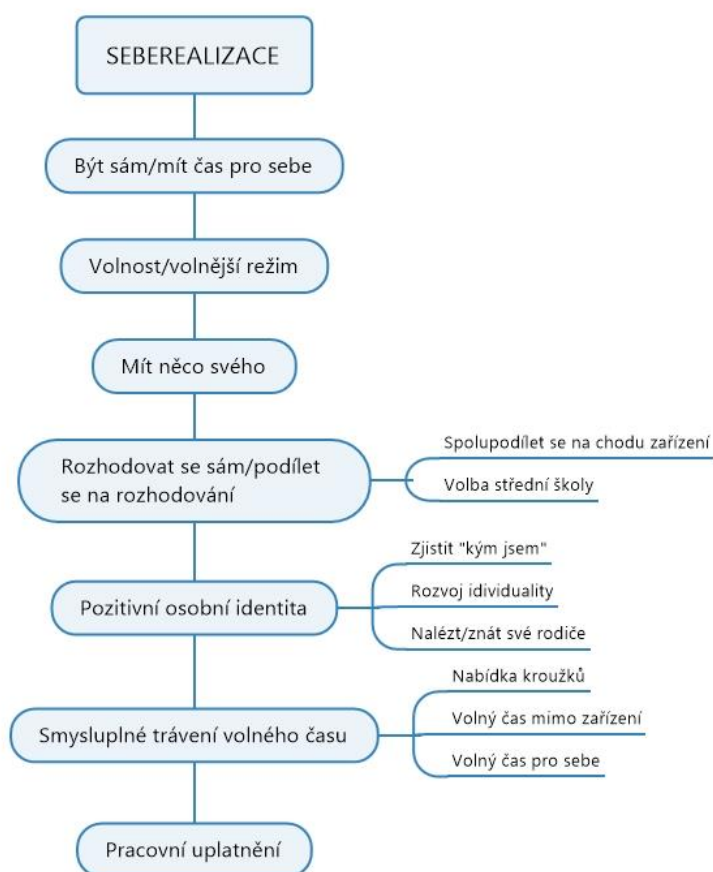 SEBEREALIZACE
Být sám/mít čas pro sebe
Volnost/volnější režim
Mít něco svého
Rozhodovat se sám/podílet
se na rozhodování
Spolupodílet se na chodu zařízení
Volba střední školy
Pozitivní osobní identita
Zjistit "kým jsem"
Rozvoj idividuality
Nalézt/znát své rodiče
Smysluplné trávení volného času
Nabídka kroužků
Volný čas mimo zařízení
Volný čas pro sebe
Pracovní uplatnění